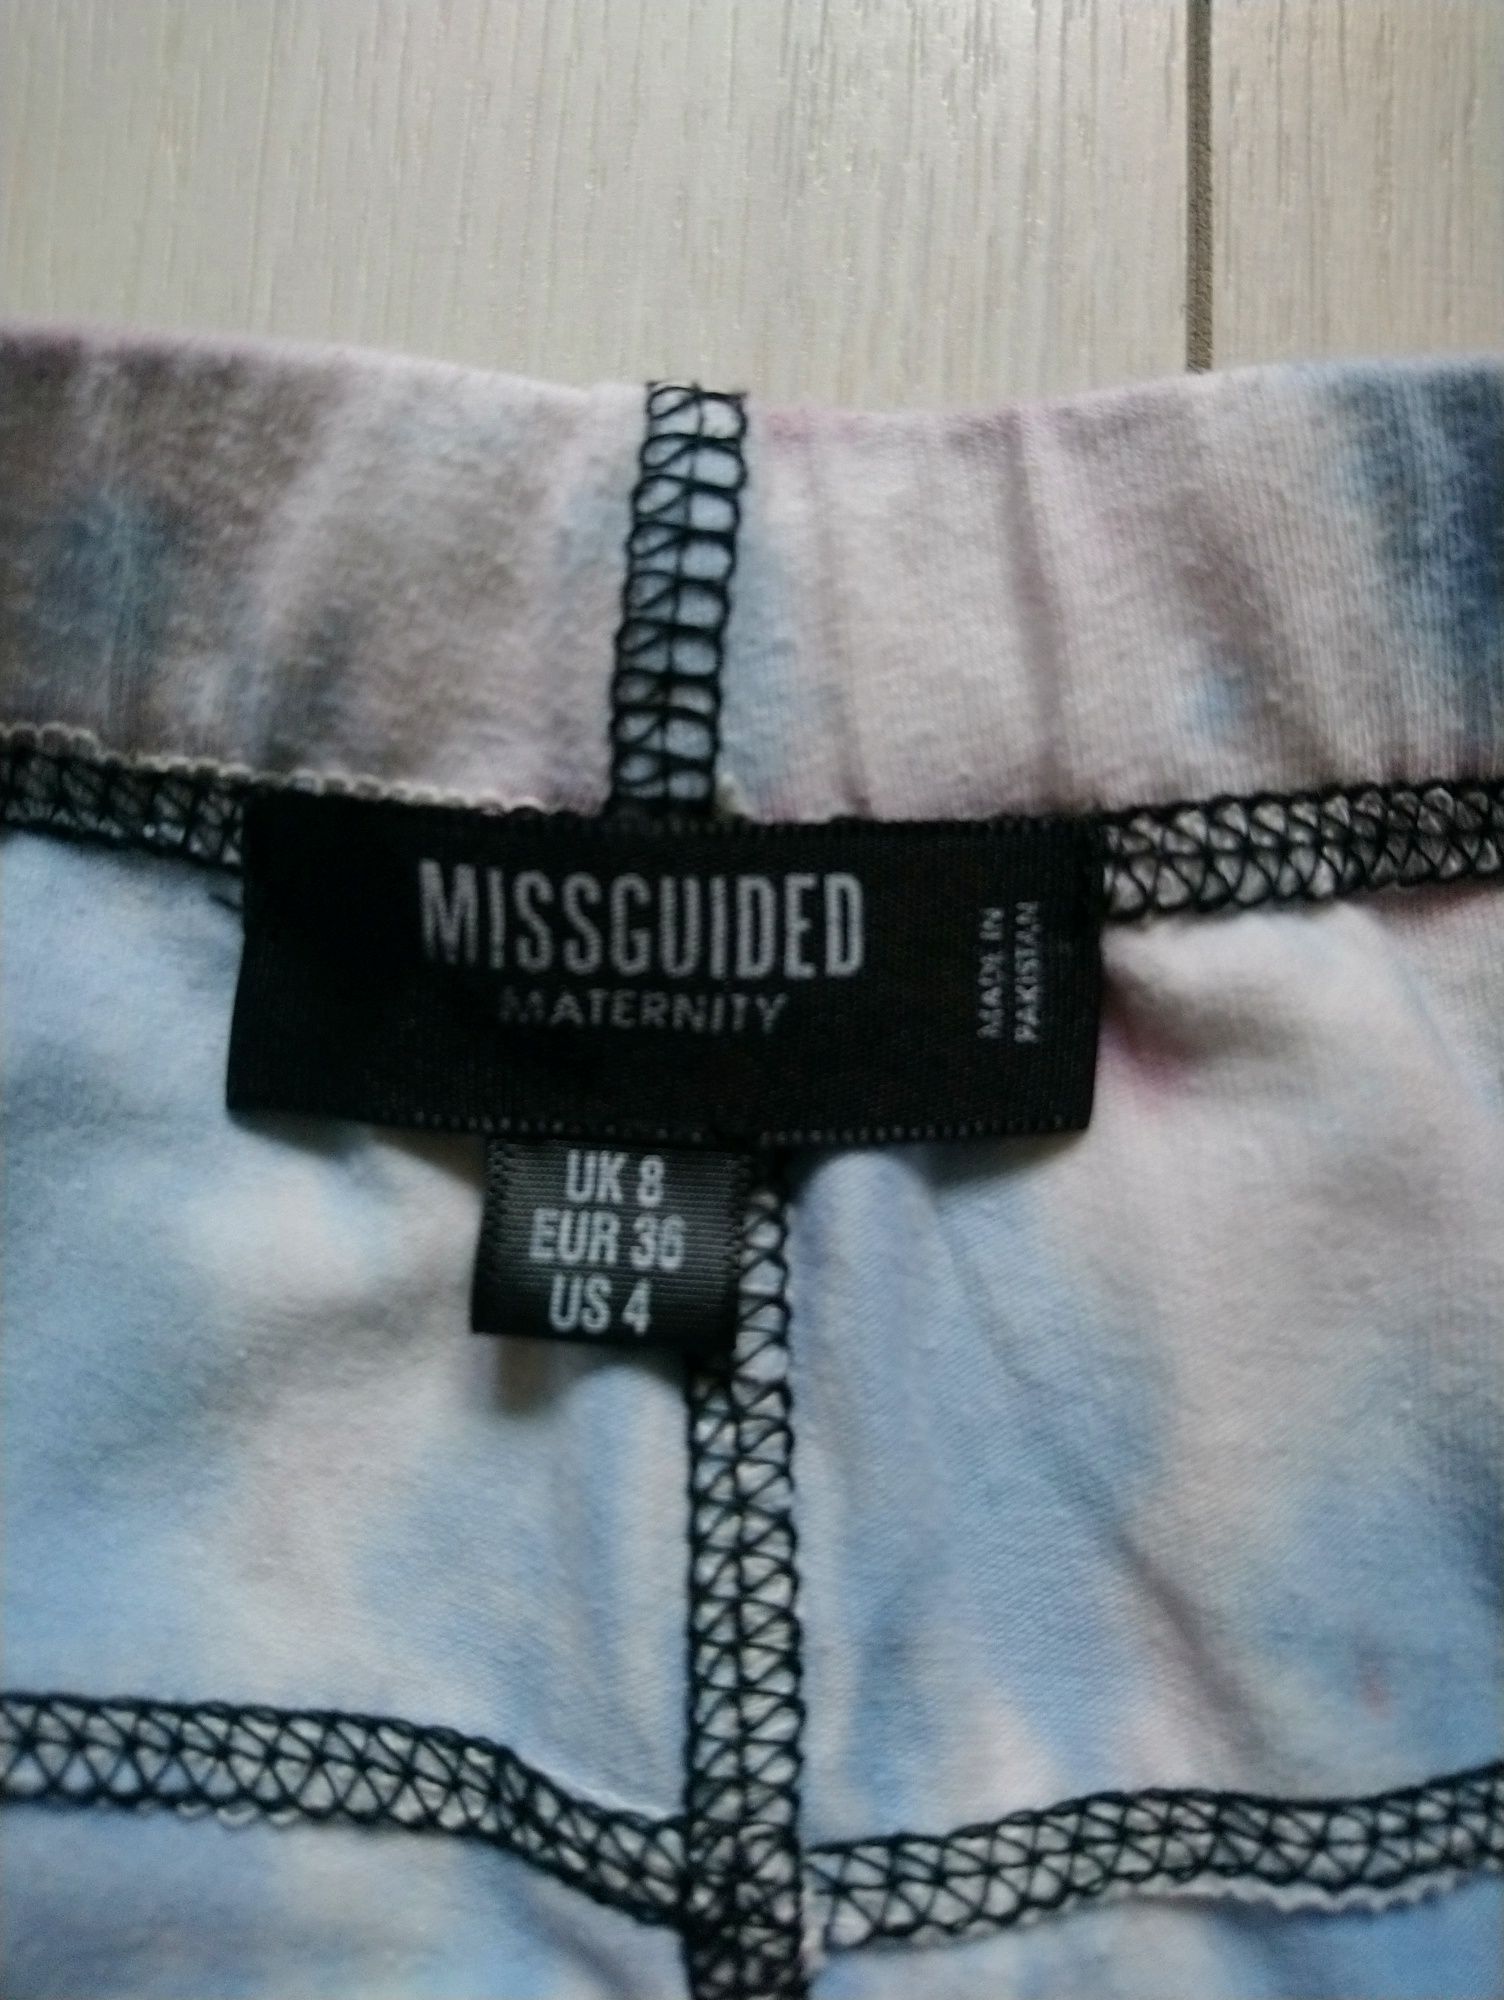 MISSGUIDED
MATERNITY
MADE IN
PAKISTAN
UK 8
EUR 36
US 4